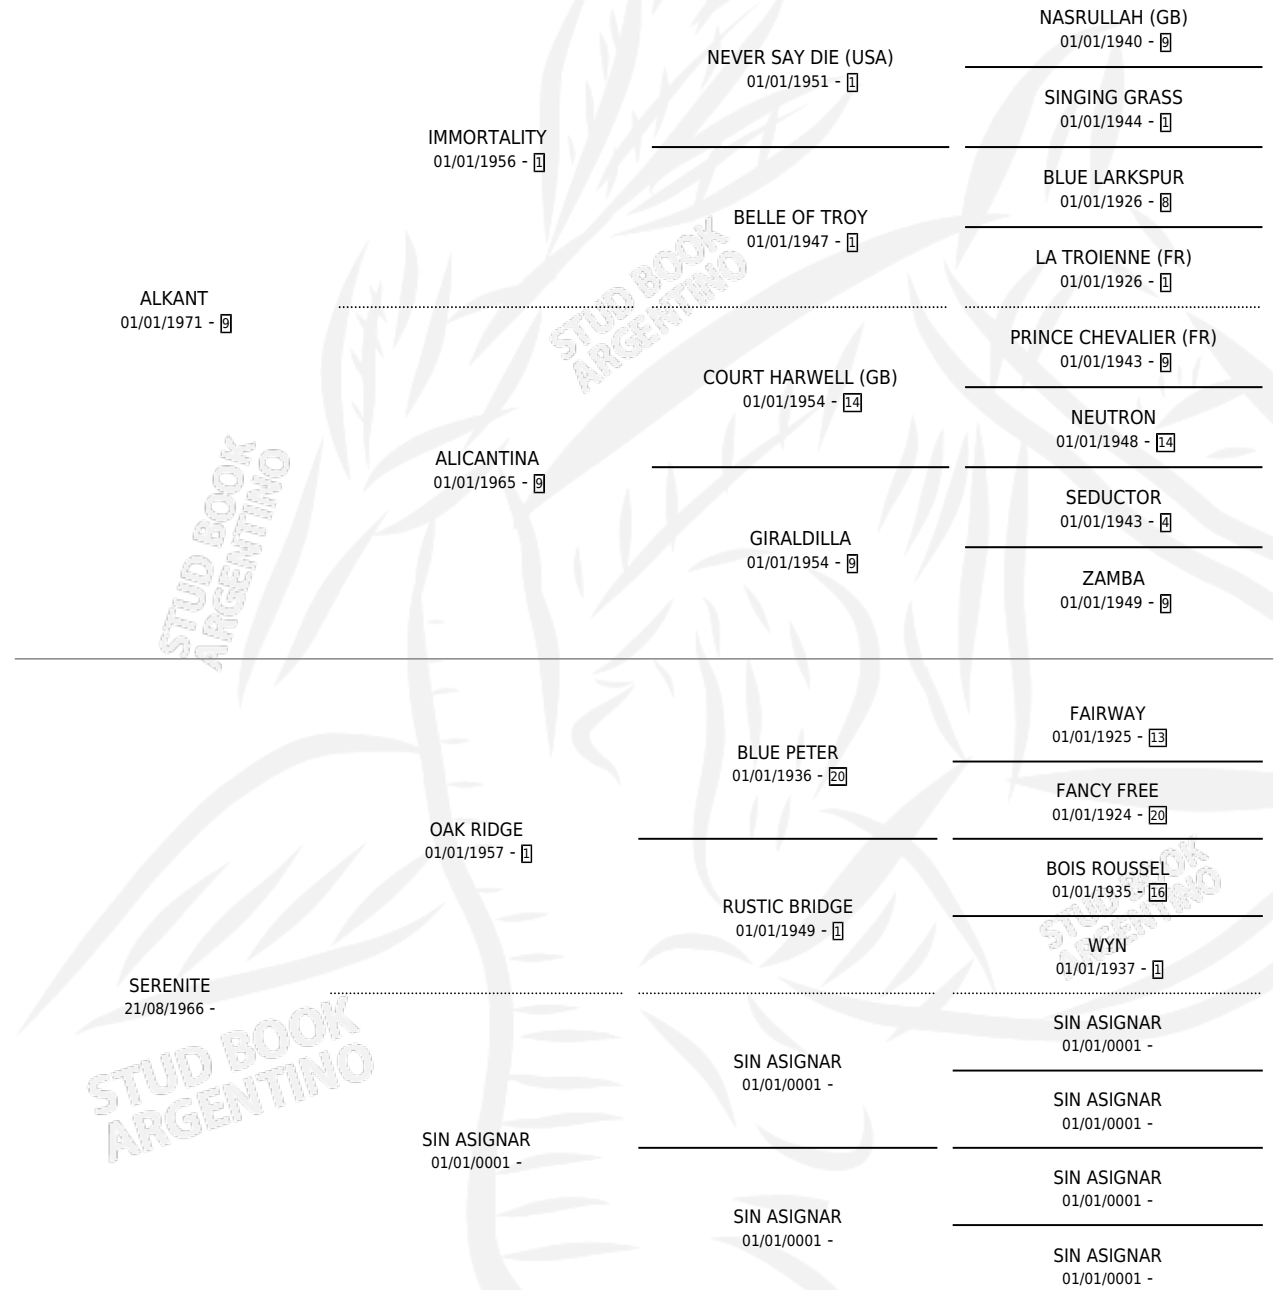 NASRULLAH (GB)
01/01/1940 - 9
NEVER SAY DIE (USA)
01/01/1951 - 1
SINGING GRASS
01/01/1944 - 1
IMMORTALITY
01/01/1956 - 1
BLUE LARKSPUR
01/01/1926 - 8
BELLE OF TROY
01/01/1947 - 1
LA TROIENNE (FR)
01/01/1926 - 1
ALKANT
01/01/1971 - 9
PRINCE CHEVALIER (FR)
01/01/1943 - 9
COURT HARWELL (GB)
01/01/1954 - 14
NEUTRON
01/01/1948 - 14
ALICANTINA
01/01/1965 - 9
SEDUCTOR
01/01/1943 - 4
GIRALDILLA
01/01/1954 - 9
ZAMBA
01/01/1949 - 9
FAIRWAY
01/01/1925 - 13
BLUE PETER
01/01/1936 - 20
FANCY FREE
01/01/1924 - 20
OAK RIDGE
01/01/1957 - 1
BOIS ROUSSEL
01/01/1935 - 16
RUSTIC BRIDGE
01/01/1949 - 1
WYN
01/01/1937 - 1
SERENITE
21/08/1966 -
SIN ASIGNAR
01/01/0001 -
SIN ASIGNAR
01/01/0001 -
SIN ASIGNAR
01/01/0001 -
SIN ASIGNAR
01/01/0001 -
SIN ASIGNAR
01/01/0001 -
SIN ASIGNAR
01/01/0001 -
SIN ASIGNAR
01/01/0001 -
STUD BOOK
ARGENTINO
STUD BOOK
ARGENTINO
STUD BOOK
ARGENTINO
STUD BOOK
ARGENTINO